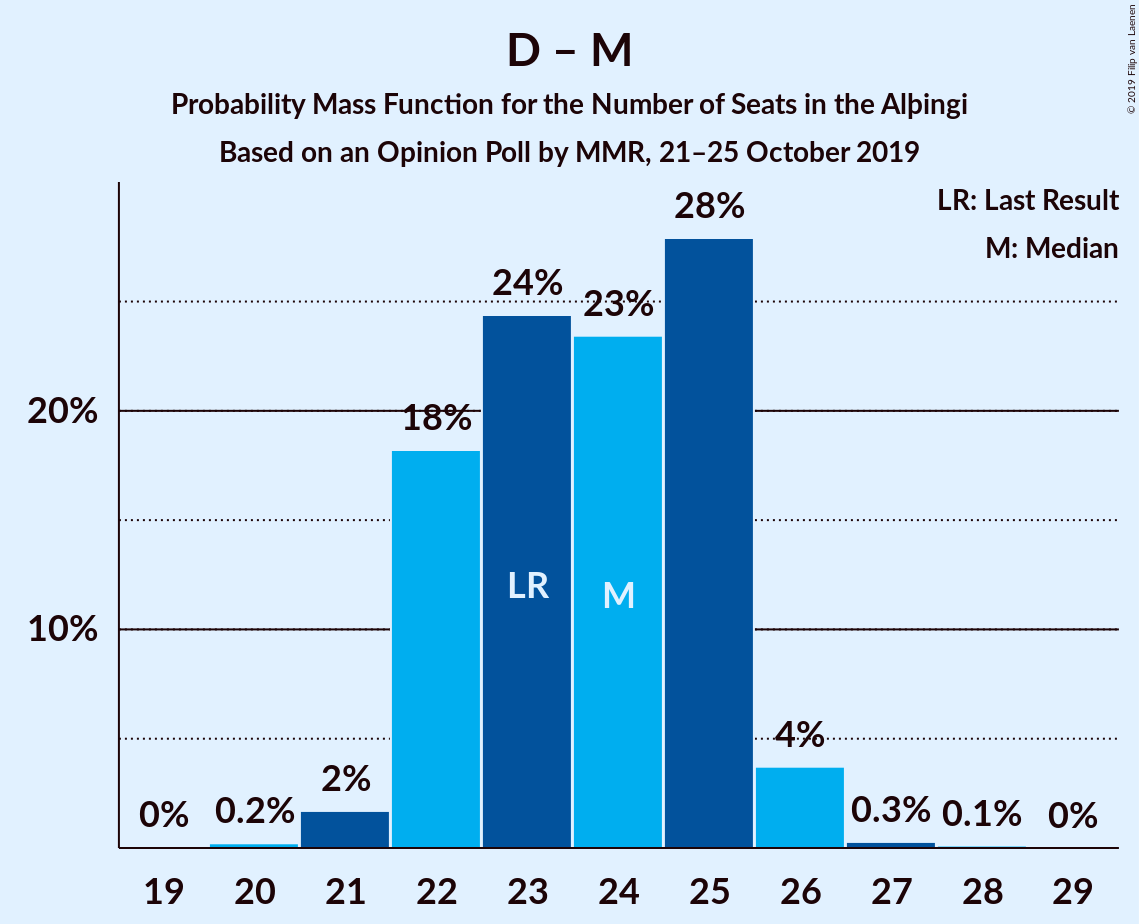 D – M
Probability Mass Function for the Number of Seats in the Alþingi
Based on an Opinion Poll by MMR, 21–25 October 2019
© 2019 Filip van Laenen
LR: Last Result
M: Median
28%
24%
23%
20%
18%
LR
M
10%
4%
2%
0%
0.2%
0.3%
0.1%
0%
19 20 21 22 23 24 25 26 27 28 29